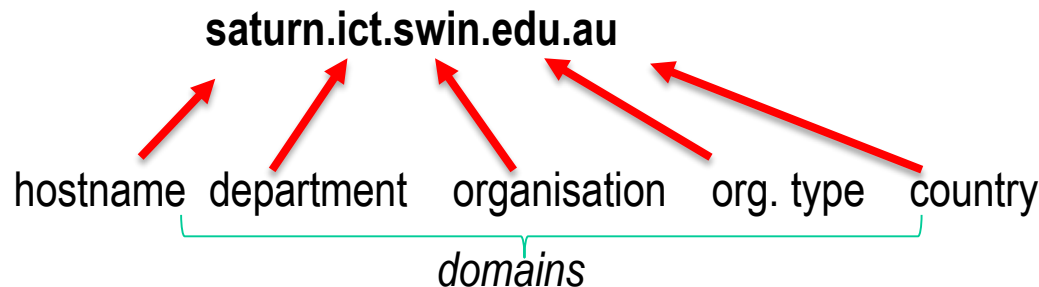 saturn.ict.swin.edu.au
hostname department organisation org. type country
domains